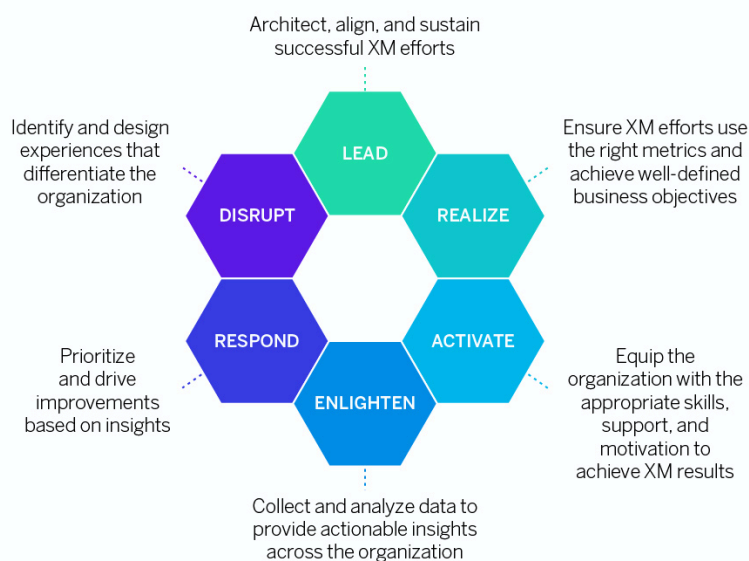 Architect, align, and sustain
successful XM efforts
LEAD
Ensure XM efforts use
the right metrics and
achieve well-defined
business objectives
REALIZE
Equip the
organization with the
appropriate skills,
support, and
motivation to
achieve XM results
ACTIVATE
Collect and analyze data to
provide actionable insights
across the organization
ENLIGHTEN
Prioritize
and drive
improvements
based on insights
RESPOND
Identify and design
experiences that
differentiate the
organization
DISRUPT